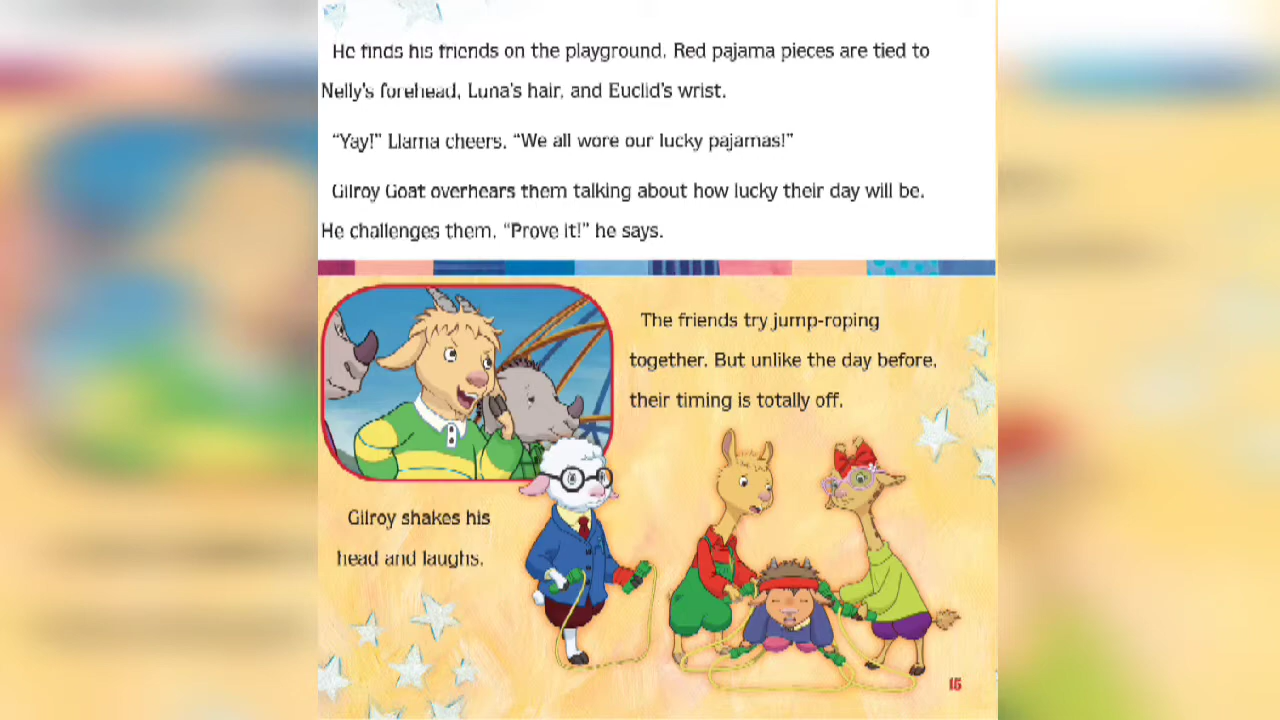 He finds his friends on the playground. Red pajama pieces are tied to
Nelly's forehead, Luna's hair, and Euclid's wrist.
"Yay!" Llama cheers. "We all wore our lucky pajamas!"
Gilroy Goat overhears them talking about how lucky their day will be.
He challenges them. "Prove it!" he says.
The friends try jump-roping
together. But unlike the day before,
their timing is totally off.
Gilroy shakes his
head and laughs.
15